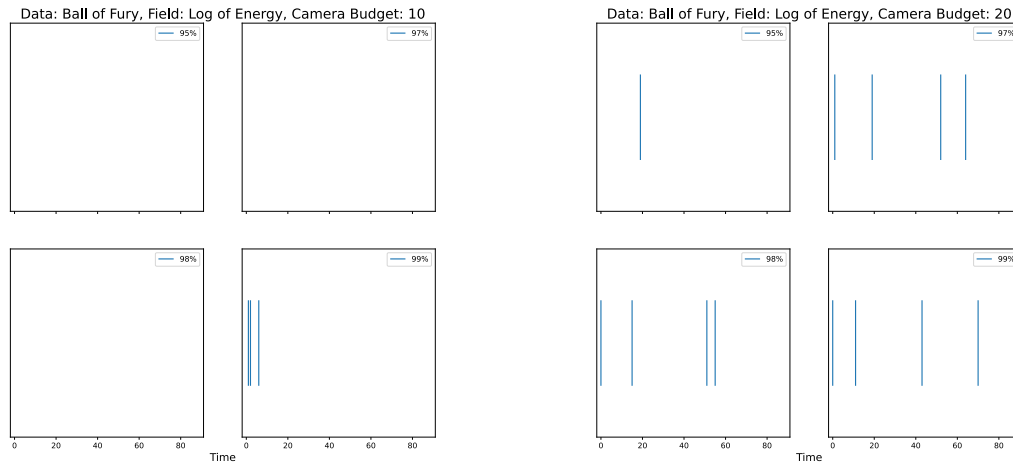 Data: Ball of Fury, Field: Log of Energy, Camera Budget: 10
95%
97%
98%
99%
0 20 40 60 80
0 20 40 60 80
Time
Data: Ball of Fury, Field: Log of Energy, Camera Budget: 20
95%
97%
98%
99%
0 20 40 60 80
0 20 40 60 80
Time